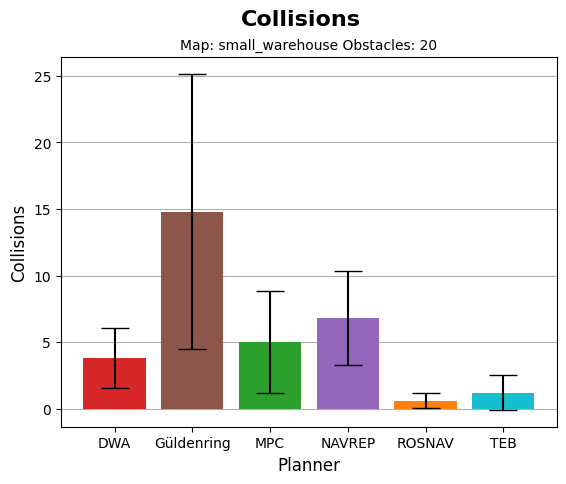 Collisions
Map: small_warehouse Obstacles: 20
Collisions
25
20
15
10
5
0
DWA Güldenring MPC NAVREP ROSNAV TEB
Planner